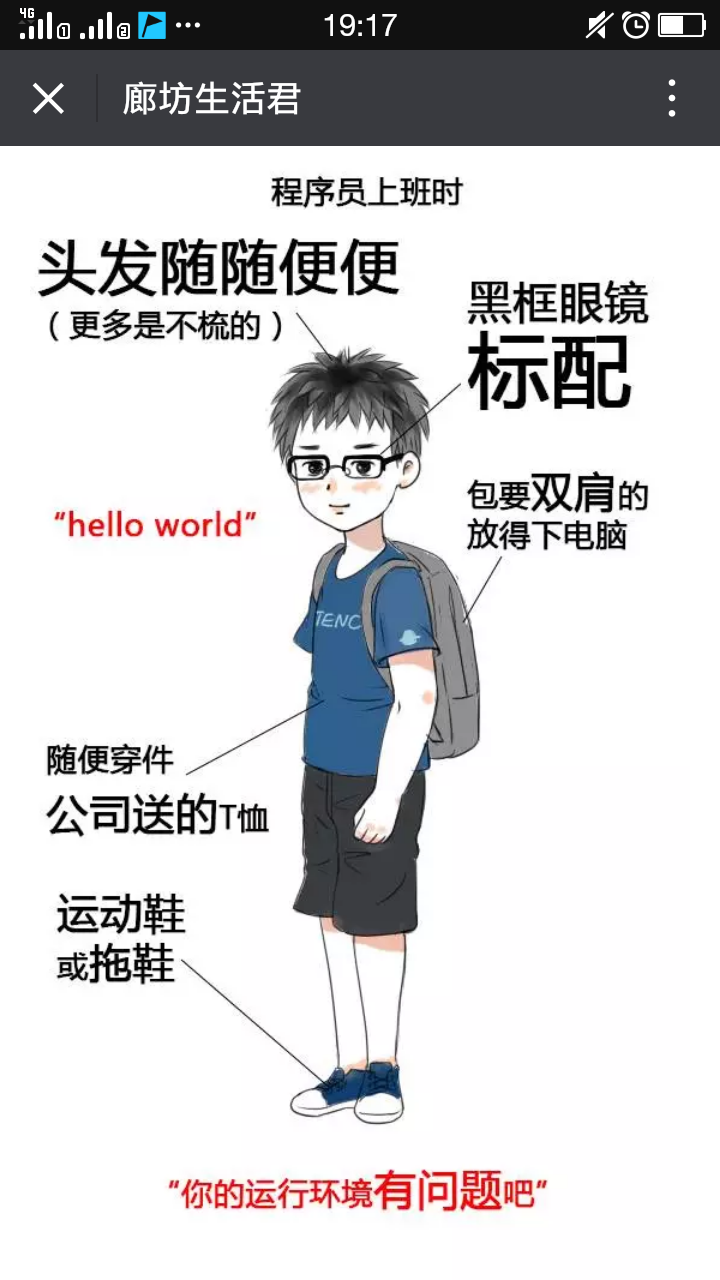 4G
1
2
19:17
廊坊生活君
程序员上班时
头发随随便便
（更多是不梳的）
黑框眼镜
标配
包要双肩的
放得下电脑
“hello world”
TENC
随便穿件
公司送的T恤
运动鞋
或拖鞋
“你的运行环境有问题吧”